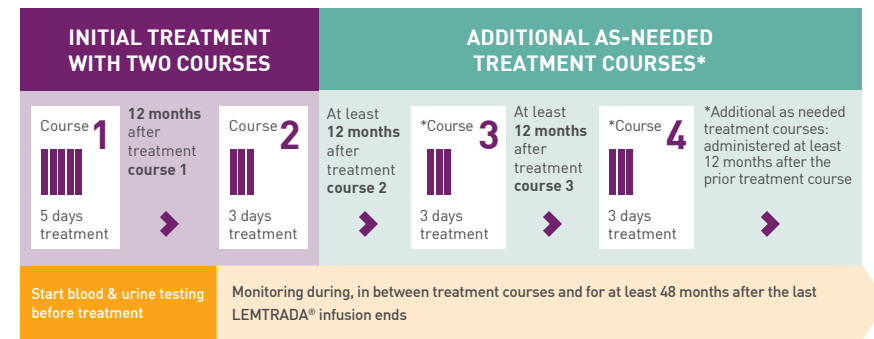 INITIAL TREATMENT
WITH TWO COURSES
ADDITIONAL AS-NEEDED
TREATMENT COURSES*
Course 1
5 days
treatment
12 months
after
treatment
course 1
Course 2
3 days
treatment
At least
12 months
after
treatment
course 2
*Course 3
3 days
treatment
At least
12 months
after
treatment
course 3
*Course 4
3 days
treatment
*Additional as needed
treatment courses:
administered at least
12 months after the
prior treatment course
Start blood & urine testing
before treatment
Monitoring during, in between treatment courses and for at least 48 months after the last
LEMTRADA® infusion ends